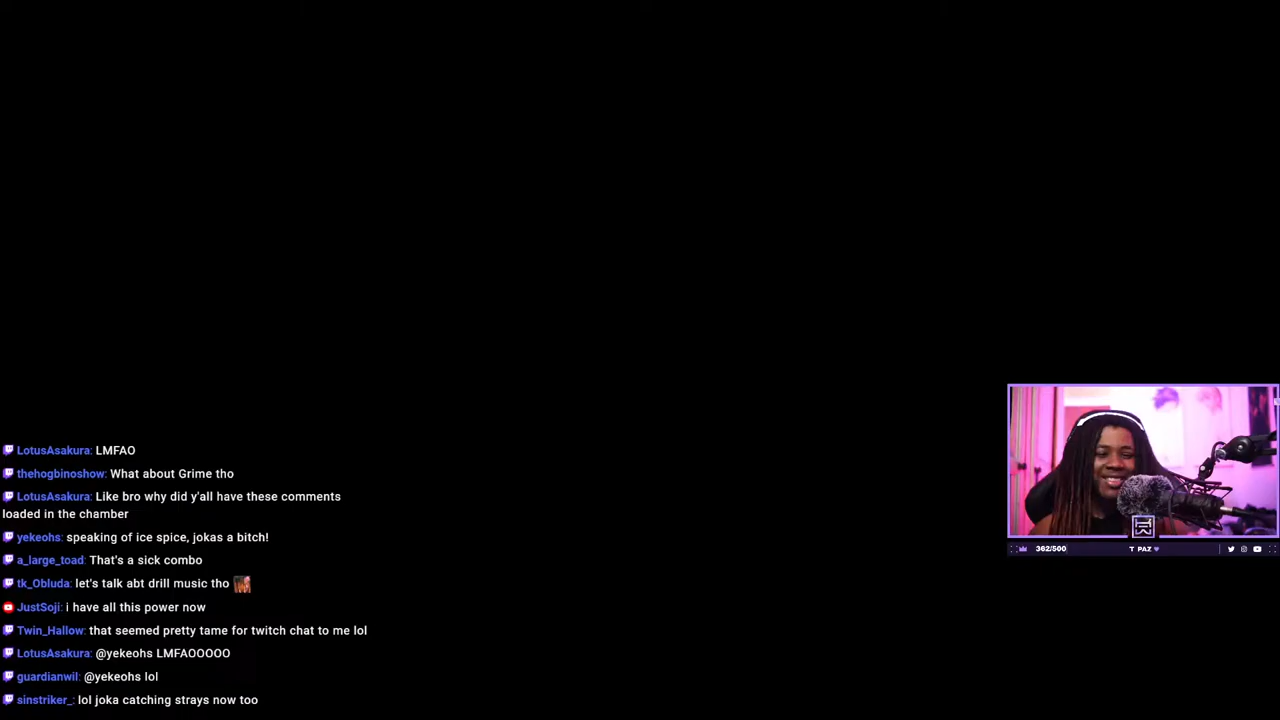 LotusAsakura: LMFAO
thehogbinoshow: What about Grime tho
LotusAsakura: Like bro why did y'all have these comments
loaded in the chamber
yekeohs: speaking of ice spice, jokas a bitch!
a_large_toad: That's a sick combo
tk_Obluda: let's talk abt drill music tho
JustSoji: i have all this power now
Twin_Hallow: that seemed pretty tame for twitch chat to me lol
LotusAsakura: @yekeohs LMFAOOOOO
guardianwil: @yekeohs lol
sinstriker_: lol joka catching strays now too
362/500
T PAZ